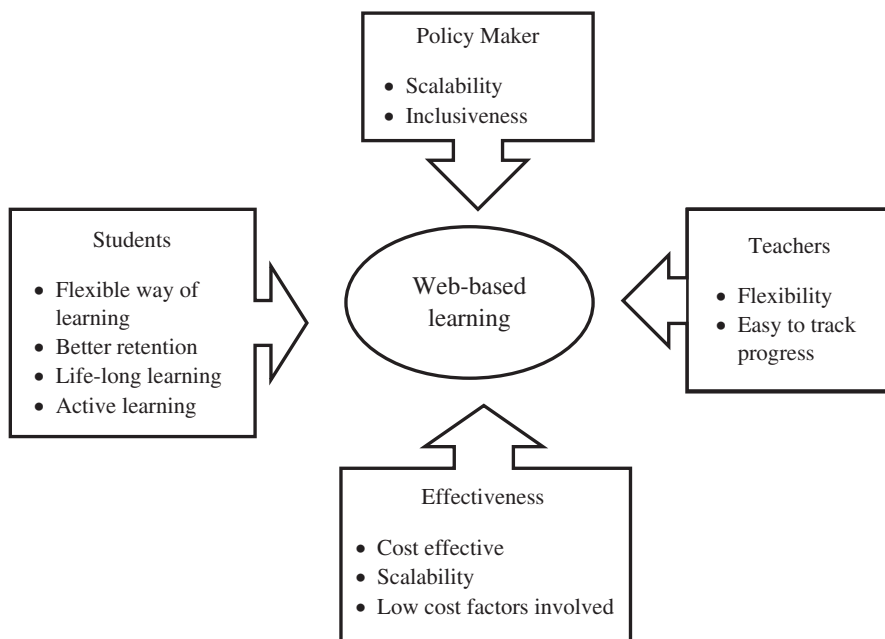 Policy Maker
• Scalability
• Inclusiveness
Students
• Flexible way of
learning
• Better retention
• Life-long learning
• Active learning
Web-based
learning
Teachers
• Flexibility
• Easy to track
progress
Effectiveness
• Cost effective
• Scalability
• Low cost factors involved